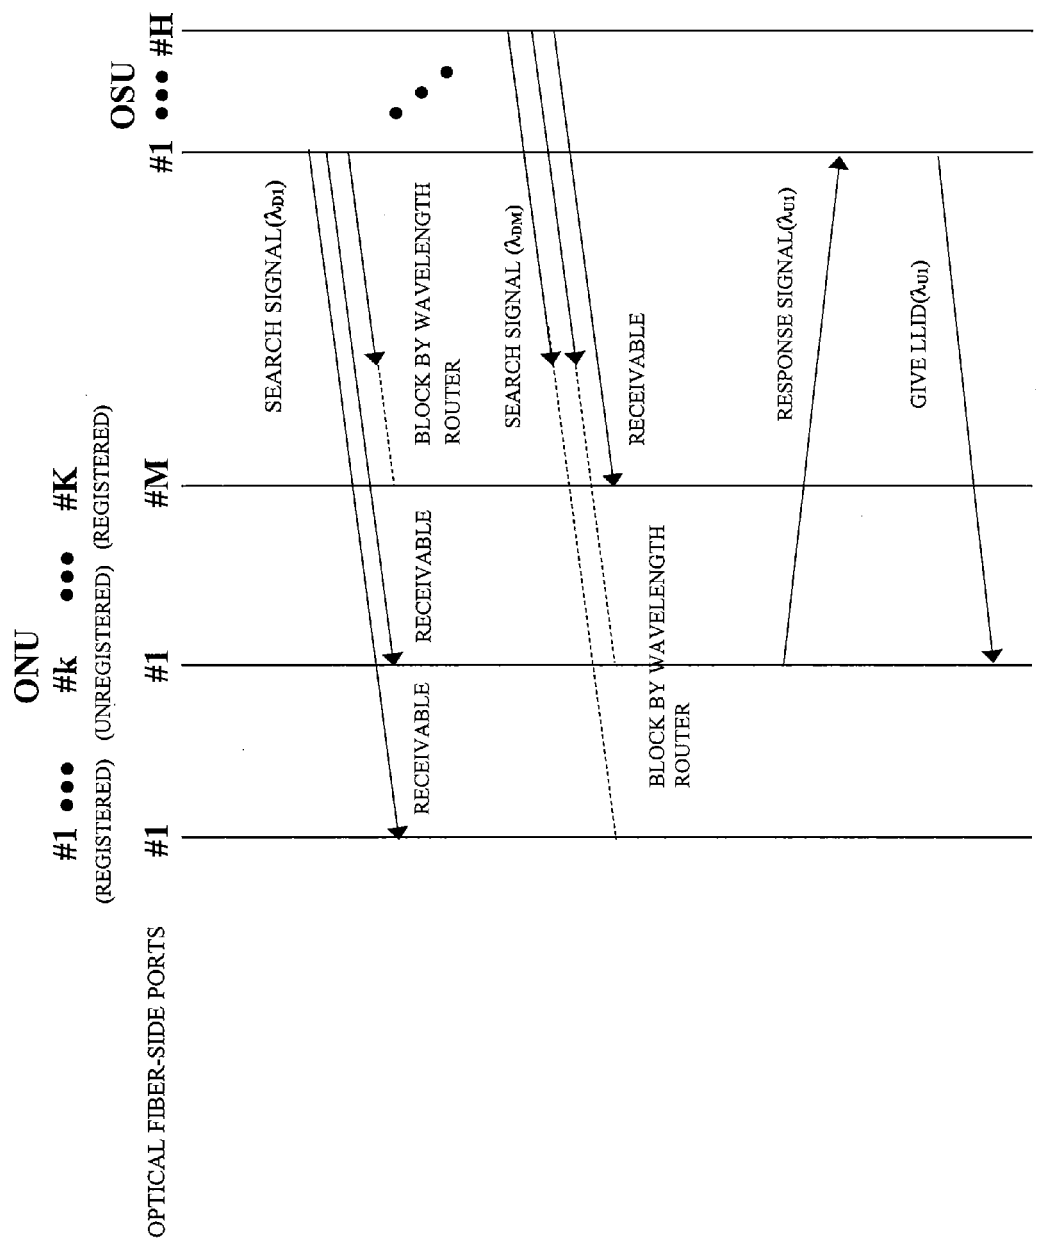 ONU
OSU
#1 ●●● #k ●●● #K
(REGISTERED) (UNREGISTERED) (REGISTERED)
OPTICAL FIBER-SIDE PORTS #1 #1 #M #1 ●●● #H
SEARCH SIGNAL(λD1)
RECEIVABLE
RECEIVABLE
BLOCK BY WAVELENGTH
ROUTER
SEARCH SIGNAL (λDM)
RECEIVABLE
BLOCK BY WAVELENGTH
ROUTER
RESPONSE SIGNAL(λU1)
GIVE LLID(λU1)